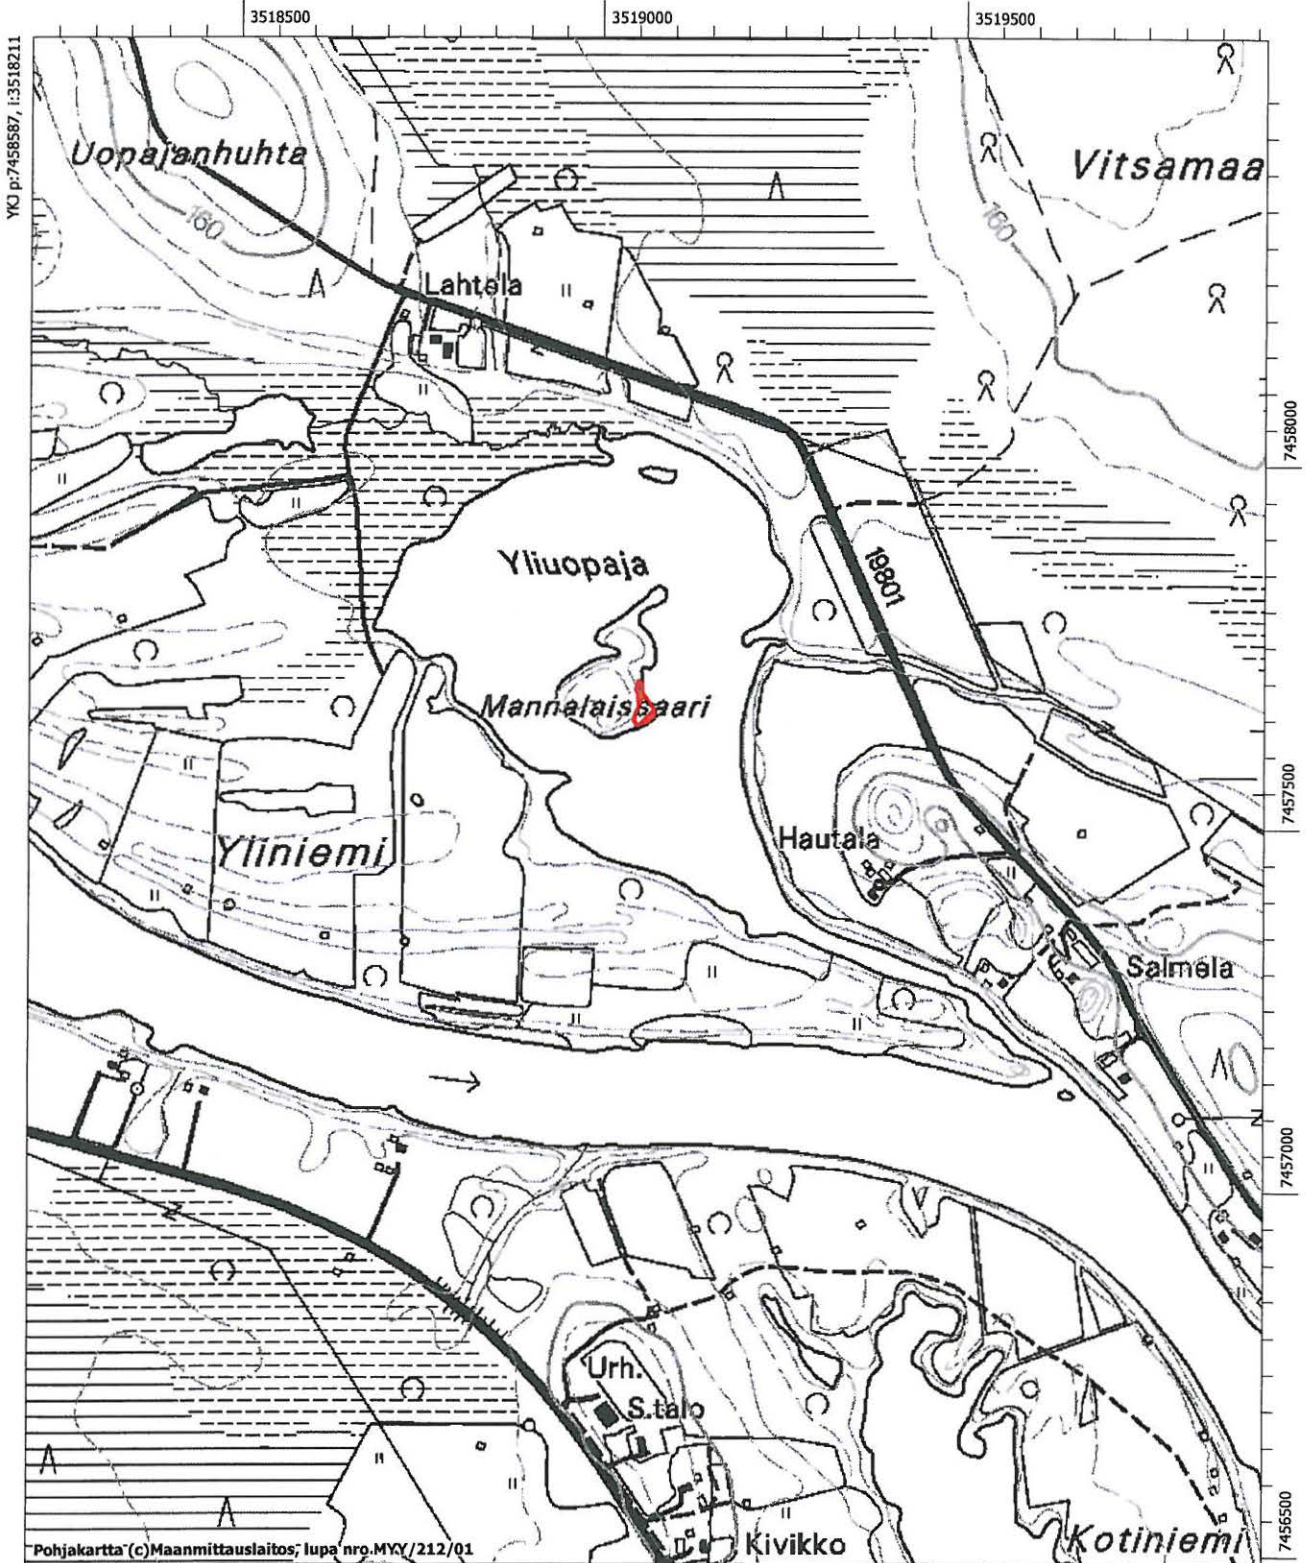 3518500
3519000
3519500
YKJ p:7458587, i:3518211
Uopajanhuhta
Vitsamaa
160
160
Lahtela
7458000
Yliuopaja
19801
Mannalaissaari
7457500
Hautala
Yliniemi
Salmela
7457000
Urh.
S.talo
Kivikko
Kotiniemi
7456500
Pohjakartta (c)Maanmittauslaitos, lupa nro.MYY/212/01